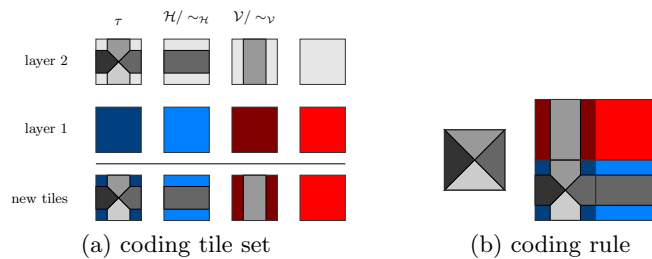 τ ℋ/ ∼ℋ 𝒱/ ∼𝒱
layer 2
layer 1
new tiles
(a) coding tile set
(b) coding rule